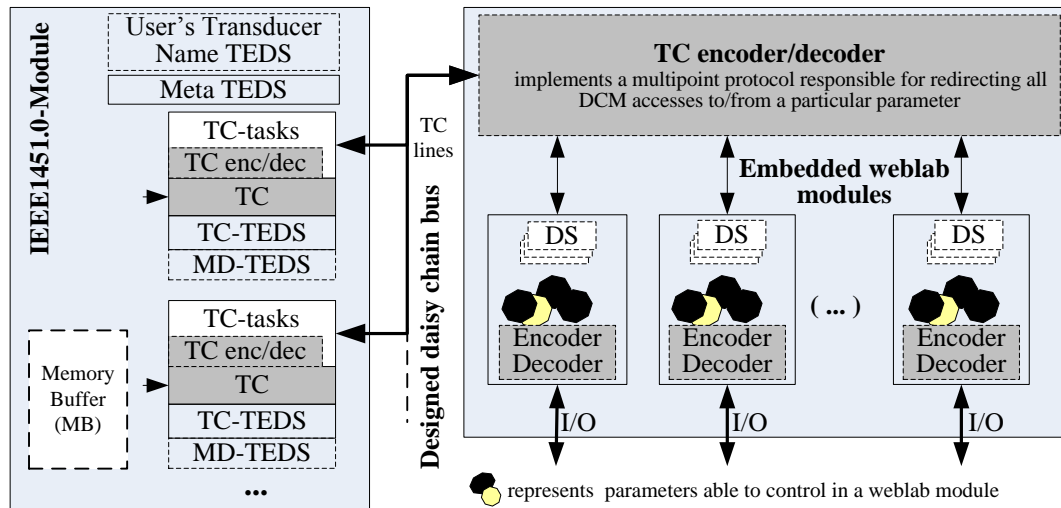 IEEE1451.0-Module
User's Transducer
Name TEDS
Meta TEDS
TC-tasks
TC enc/dec
TC
TC-TEDS
MD-TEDS
TC-tasks
TC enc/dec
TC
TC-TEDS
MD-TEDS
...
Memory
Buffer
(MB)
TC
lines
Designed daisy chain bus
TC encoder/decoder
implements a multipoint protocol responsible for redirecting all
DCM accesses to/from a particular parameter
Embedded weblab
modules
DS
Encoder
Decoder
I/O
DS
Encoder
Decoder
I/O
( ... )
DS
Encoder
Decoder
I/O
represents parameters able to control in a weblab module